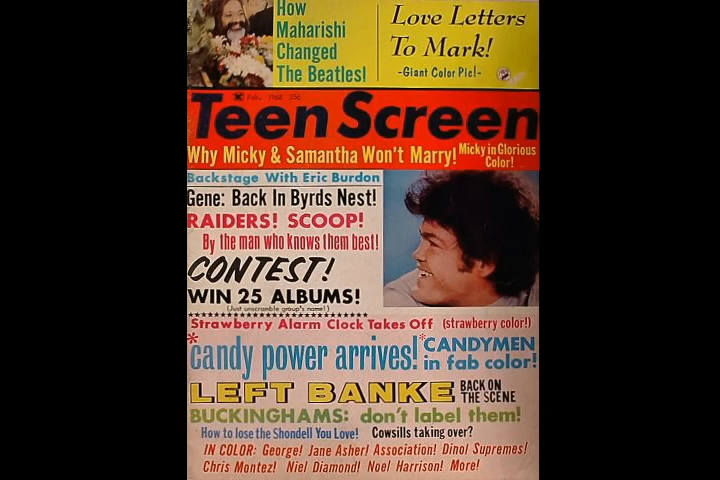 How
Maharishi
Changed
The Beatles!
Love Letters
To Mark!
-Giant Color Pic!-
Feb., 1968 35c
Teen Screen
Why Micky & Samantha Won't Marry!
Micky in Glorious
Color!
Backstage With Eric Burdon
Gene: Back In Byrds Nest!
RAIDERS! SCOOP!
By the man who knows them best!
CONTEST!
WIN 25 ALBUMS!
(Just unscramble group's name!)
Strawberry Alarm Clock Takes Off (strawberry color!)
*candy power arrives!
*CANDYMEN
in fab color!
LEFT BANKE
BACK ON
THE SCENE
BUCKINGHAMS: don't label them!
How to lose the Shondell You Love! Cowsills taking over?
IN COLOR: George! Jane Asher! Association! Dino! Supremes!
Chris Montez! Niel Diamond! Noel Harrison! More!